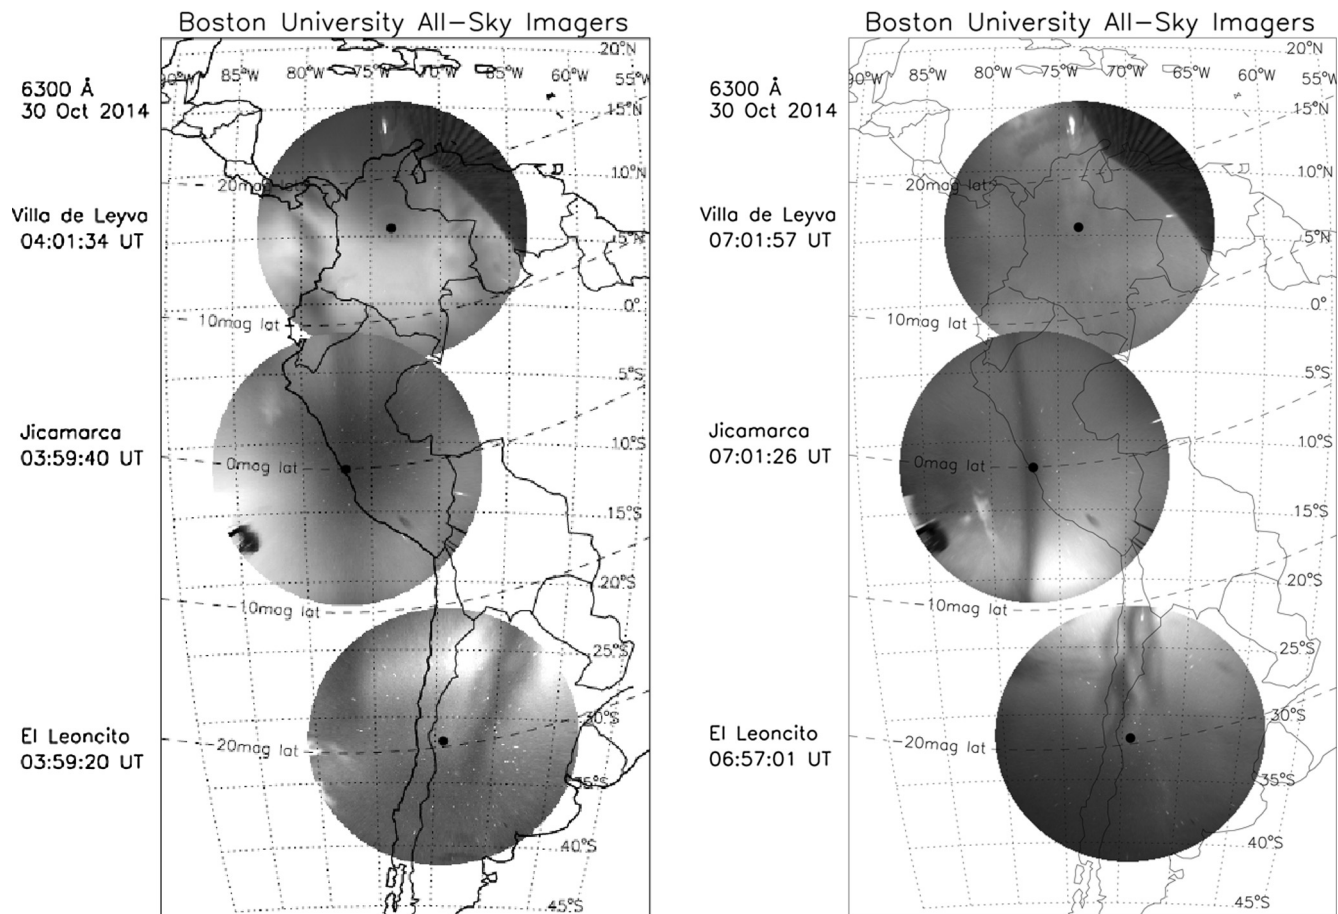 Boston University All-Sky Imagers
20°N
90°W 85°W 80°W 75°W 70°W 65°W 60°W 55°W
6300 Å
30 Oct 2014
15°N
10°N
20mag lat
Villa de Leyva
04:01:34 UT
5°N
0°
10mag lat
5°S
Jicamarca
03:59:40 UT
10°S
0mag lat
15°S
20°S
-10mag lat
25°S
30°S
El Leoncito
03:59:20 UT
-20mag lat
35°S
40°S
45°S
Boston University All-Sky Imagers
20°N
90°W 85°W 80°W 75°W 70°W 65°W 60°W 55°W
6300 Å
30 Oct 2014
15°N
10°N
20mag lat
Villa de Leyva
07:01:57 UT
5°N
0°
10mag lat
5°S
Jicamarca
07:01:26 UT
10°S
0mag lat
15°S
20°S
-10mag lat
25°S
30°S
El Leoncito
06:57:01 UT
-20mag lat
35°S
40°S
45°S